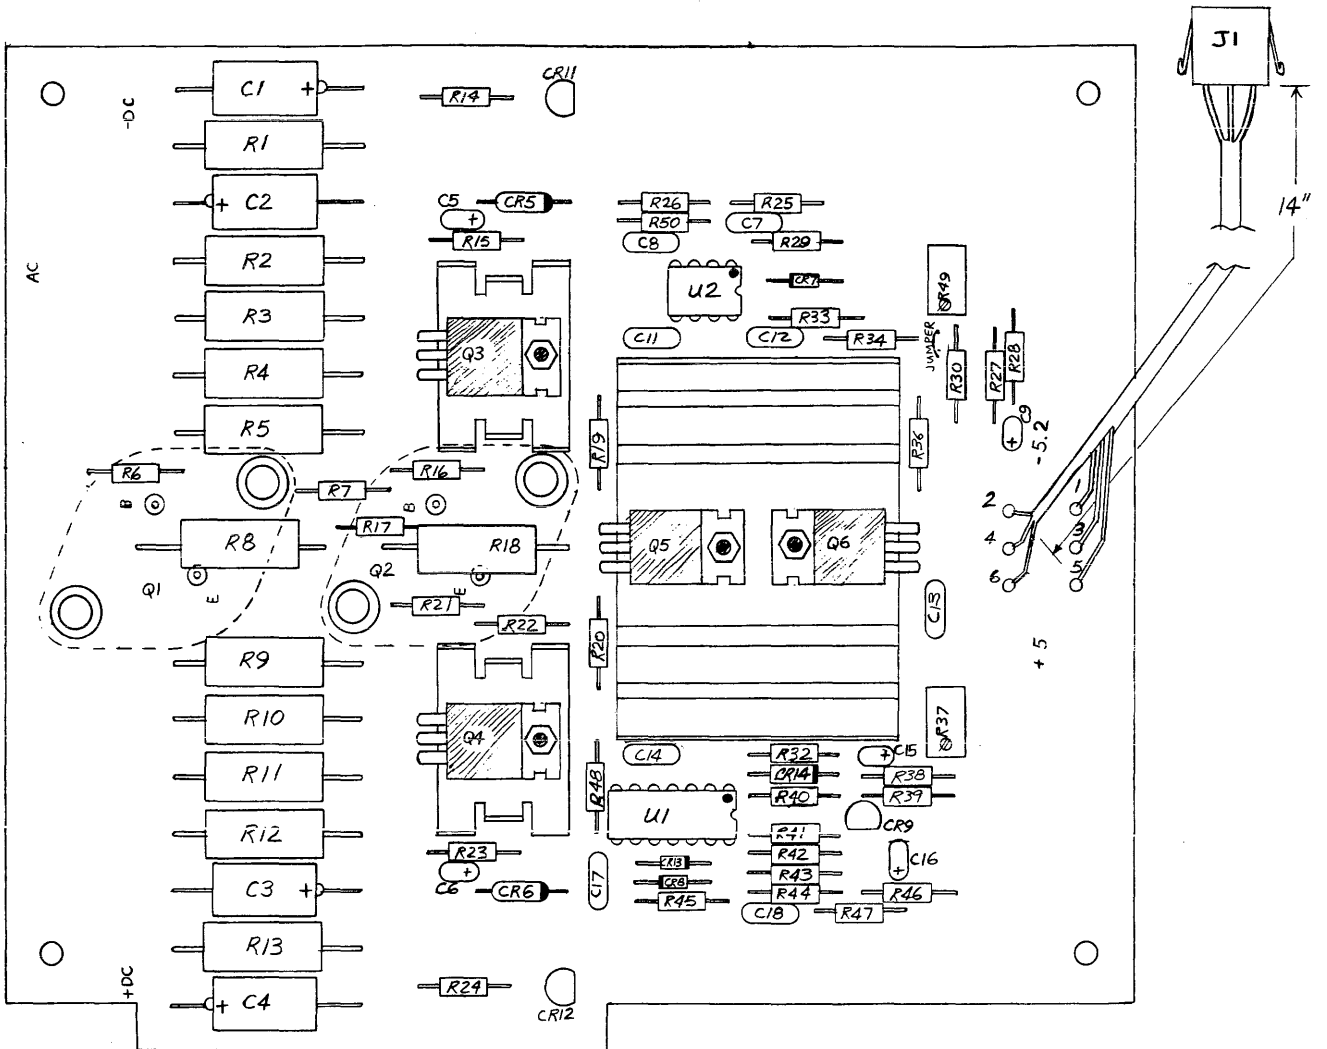 J1
CR11
C1 +
R14
-DC
R1
14"
C2
+
C5
CR5
R26
R25
+
R50
C7
R15
C8
R29
R2
AC
U2
CR7
R49
R3
R33
C11
C12
R34
JUMPER
Q3
R4
R30
R27
R28
C9
R5
+
-5.2
R19
R36
R6
R16
R7
1
B
B
2
R17
3
R8
R18
4
Q5
Q6
Q2
5
6
Q1
E
E
R21
C13
R22
R20
+5
R9
R10
R37
Q4
C14
R32
+
C15
R11
CR14
R38
R48
R40
R39
U1
R12
R41
CR9
R23
R42
C16
CR13
+
C6
+
R43
C3
+
CR6
C17
CR8
R44
R46
R45
C18
R47
R13
+DC
R24
C4
+
CR12